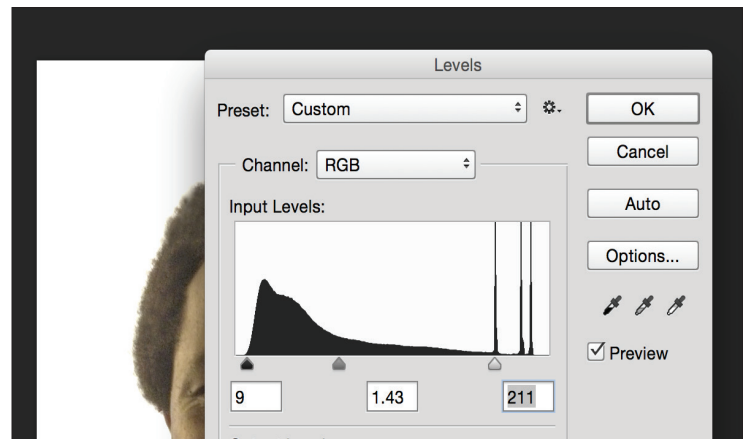 Levels
Preset: Custom
OK
Cancel
Channel: RGB
Auto
Input Levels:
Options...
Preview
9 1.43 211